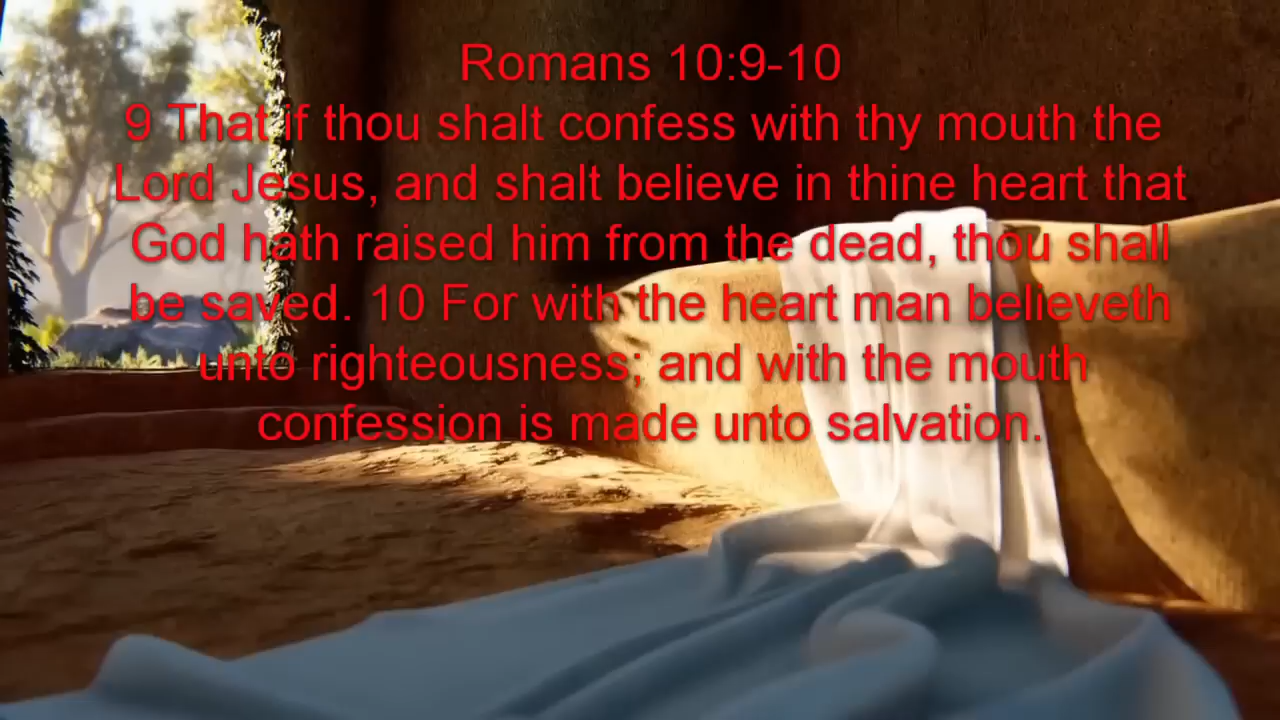 Romans 10:9-10
9 That if thou shalt confess with thy mouth the
Lord Jesus, and shalt believe in thine heart that
God hath raised him from the dead, thou shall
be saved. 10 For with the heart man believeth
unto righteousness; and with the mouth
confession is made unto salvation.